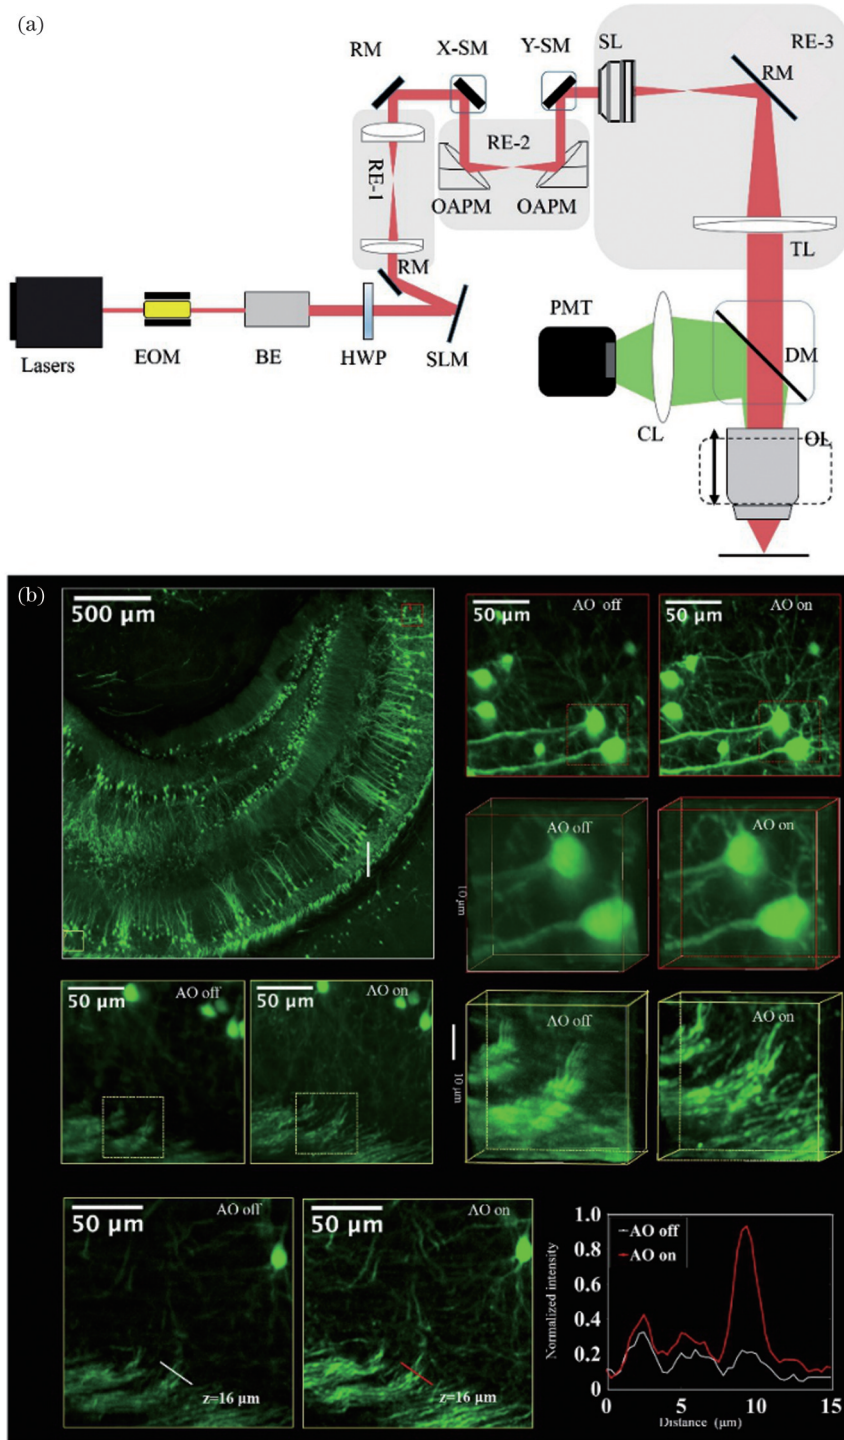 (a)
RM
X-SM
Y-SM
SL
RE-3
RM
RE-1
RE-2
OAPM
OAPM
RM
TL
PMT
DM
Lasers
EOM
BE
HWP
SLM
CL
OL
(b)
500 μm
50 μm
AO off
50 μm
AO on
AO off
AO on
10 μm
50 μm
AO off
50 μm
AO on
AO off
AO on
10 μm
50 μm
AO off
z=16 μm
50 μm
AO on
z=16 μm
Normalized intensity
1.0
0.8
0.6
0.4
0.2
0
AO off
AO on
0
5
10
15
Distance (μm)